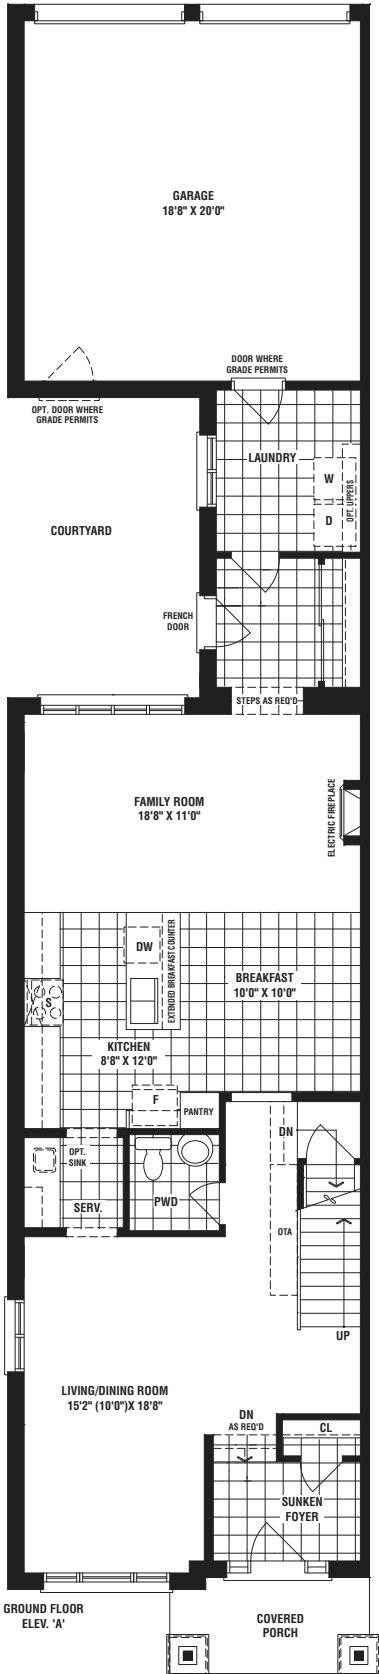 GARAGE
18'8" X 20'0"
DOOR WHERE
GRADE PERMITS
OPT. DOOR WHERE
GRADE PERMITS
LAUNDRY
W
D
OPT. UPPERS
COURTYARD
FRENCH
DOOR
STEPS AS REQ'D
FAMILY ROOM
18'8" X 11'0"
ELECTRIC FIREPLACE
DW
EXTENDED BREAKFAST COUNTER
BREAKFAST
10'0" X 10'0"
S
KITCHEN
8'8" X 12'0"
F
PANTRY
DN
OPT.
SINK
SERV.
PWD
OTA
UP
LIVING/DINING ROOM
15'2" (10'0")X 18'8"
DN
AS REQ'D
CL
SUNKEN
FOYER
GROUND FLOOR
ELEV. 'A'
COVERED
PORCH